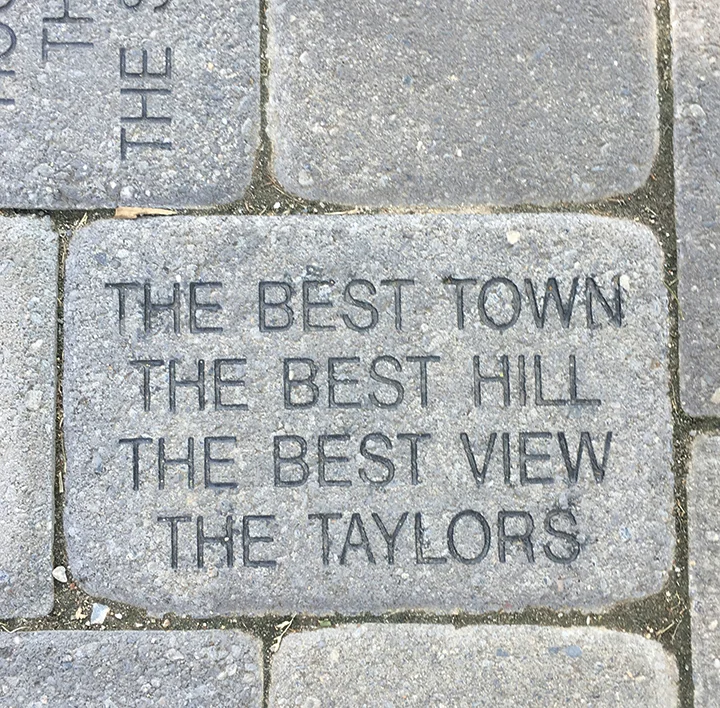 THE BEST TOWN
THE BEST HILL
THE BEST VIEW
THE TAYLORS
THE